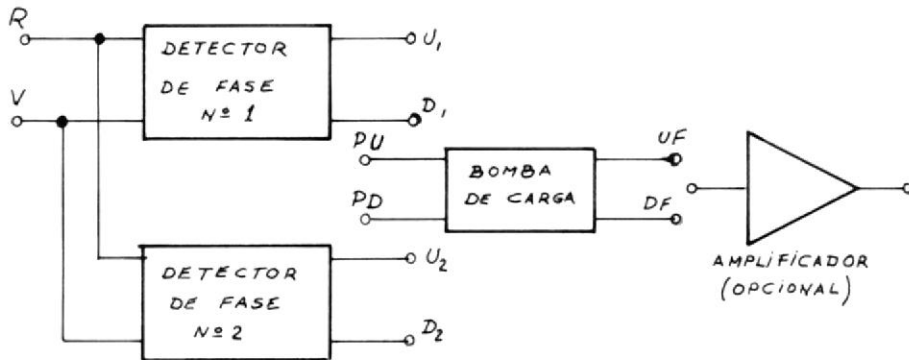 R
V
DETECTOR
DE FASE
Nº 1
U₁
D₁
PU
PD
BOMBA
DE CARGA
UF
DF
AMPLIFICADOR
(OPCIONAL)
DETECTOR
DE FASE
Nº 2
U₂
D₂